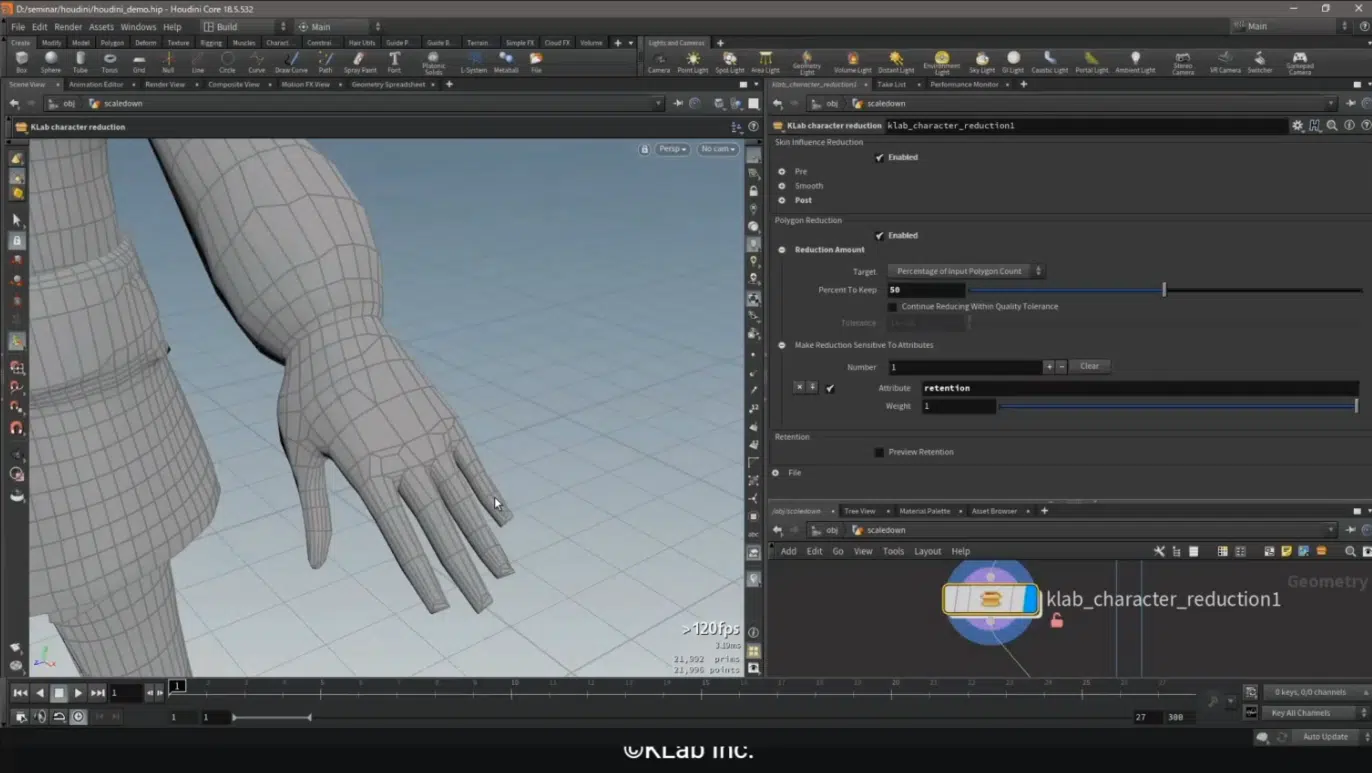 D:/seminar/houdini/houdini_demo.hip - Houdini Core 18.5.532
File Edit Render Assets Windows Help Build Main Main
Create Modify Model Polygon Deform Texture Rigging Muscles Charact... Constrai... Hair Utils Guide P... Guide B... Terrain... Simple FX Cloud FX Volume Lights and Cameras
Box Sphere Tube Torus Grid Null Line Circle Curve Draw Curve Path Spray Paint Font Platonic Solids L-System Metaball File Camera Point Light Spot Light Area Light Geometry Light Volume Light Distant Light Environment Light Sky Light GI Light Caustic Light Portal Light Ambient Light Stereo Camera VR Camera Switcher Gamepad Camera
Scene View Animation Editor Render View Composite View Motion FX View Geometry Spreadsheet
klab_character_reduction1 Take List Performance Monitor
obj scaledown
obj scaledown
KLab character reduction
KLab character reduction klab_character_reduction1
Persp No cam
Skin Influence Reduction
Enabled
Pre
Smooth
Post
Polygon Reduction
Enabled
Reduction Amount
Target Percentage of Input Polygon Count
Percent To Keep 50
Continue Reducing Within Quality Tolerance
Tolerance
Make Reduction Sensitive To Attributes
Number 1 + - Clear
Attribute retention
Weight 1
Retention
Preview Retention
File
/obj/scaledown Tree View Material Palette Asset Browser
obj scaledown
Add Edit Go View Tools Layout Help
Geometry
klab_character_reduction1
>120fps
21,992 prims
21,996 points
1 1
0 keys, 0/0 channels
1 1 27 300
Key All Channels
Auto Update
©KLab Inc.